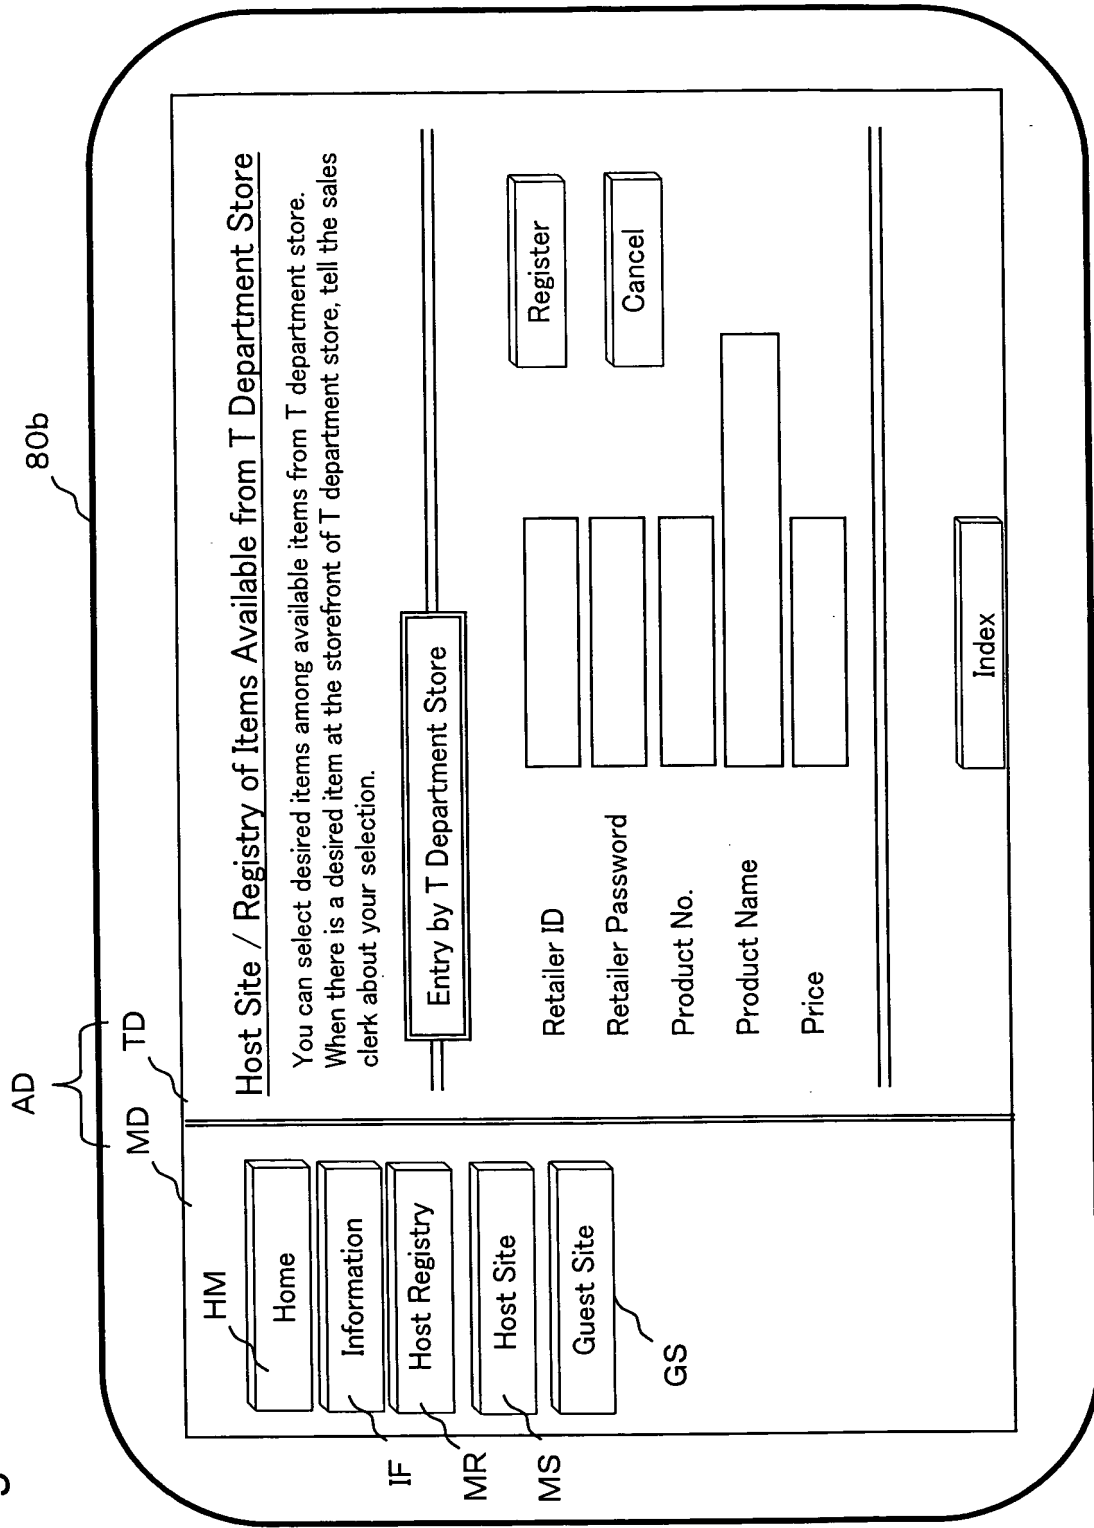 AD
MD
TD
80b
HM
Home
Information
IF
Host Registry
MR
Host Site
MS
Guest Site
GS
Host Site / Registry of Items Available from T Department Store
You can select desired items among available items from T department store.
When there is a desired item at the storefront of T department store, tell the sales
clerk about your selection.
Entry by T Department Store
Retailer ID
Retailer Password
Product No.
Product Name
Price
Register
Cancel
Index